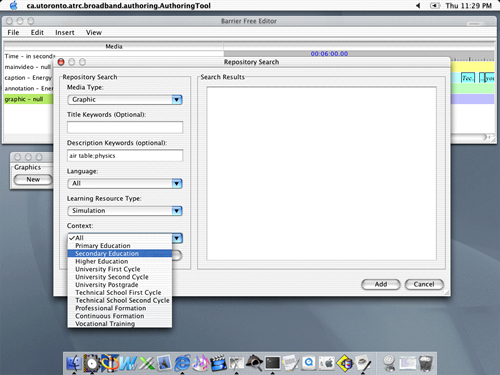 ca.utoronto.atrc.broadband.authoring.AuthoringTool
Thu 11:29 PM
Barrier Free Editor
File Edit Insert View
Media
00:06:00.00
Time - in seconds
mainvideo - null
caption - Energy
annotation - Energy
graphic - null
Tec.
you
Graphics
New
Repository Search
Repository Search
Media Type:
Graphic
Title Keywords (Optional):
Description Keywords (optional):
air table;physics
Language:
All
Learning Resource Type:
Simulation
Context:
✓All
Primary Education
Secondary Education
Higher Education
University First Cycle
University Second Cycle
University Postgrade
Technical School First Cycle
Technical School Second Cycle
Professional Formation
Continuous Formation
Vocational Training
Search Results
Add
Cancel